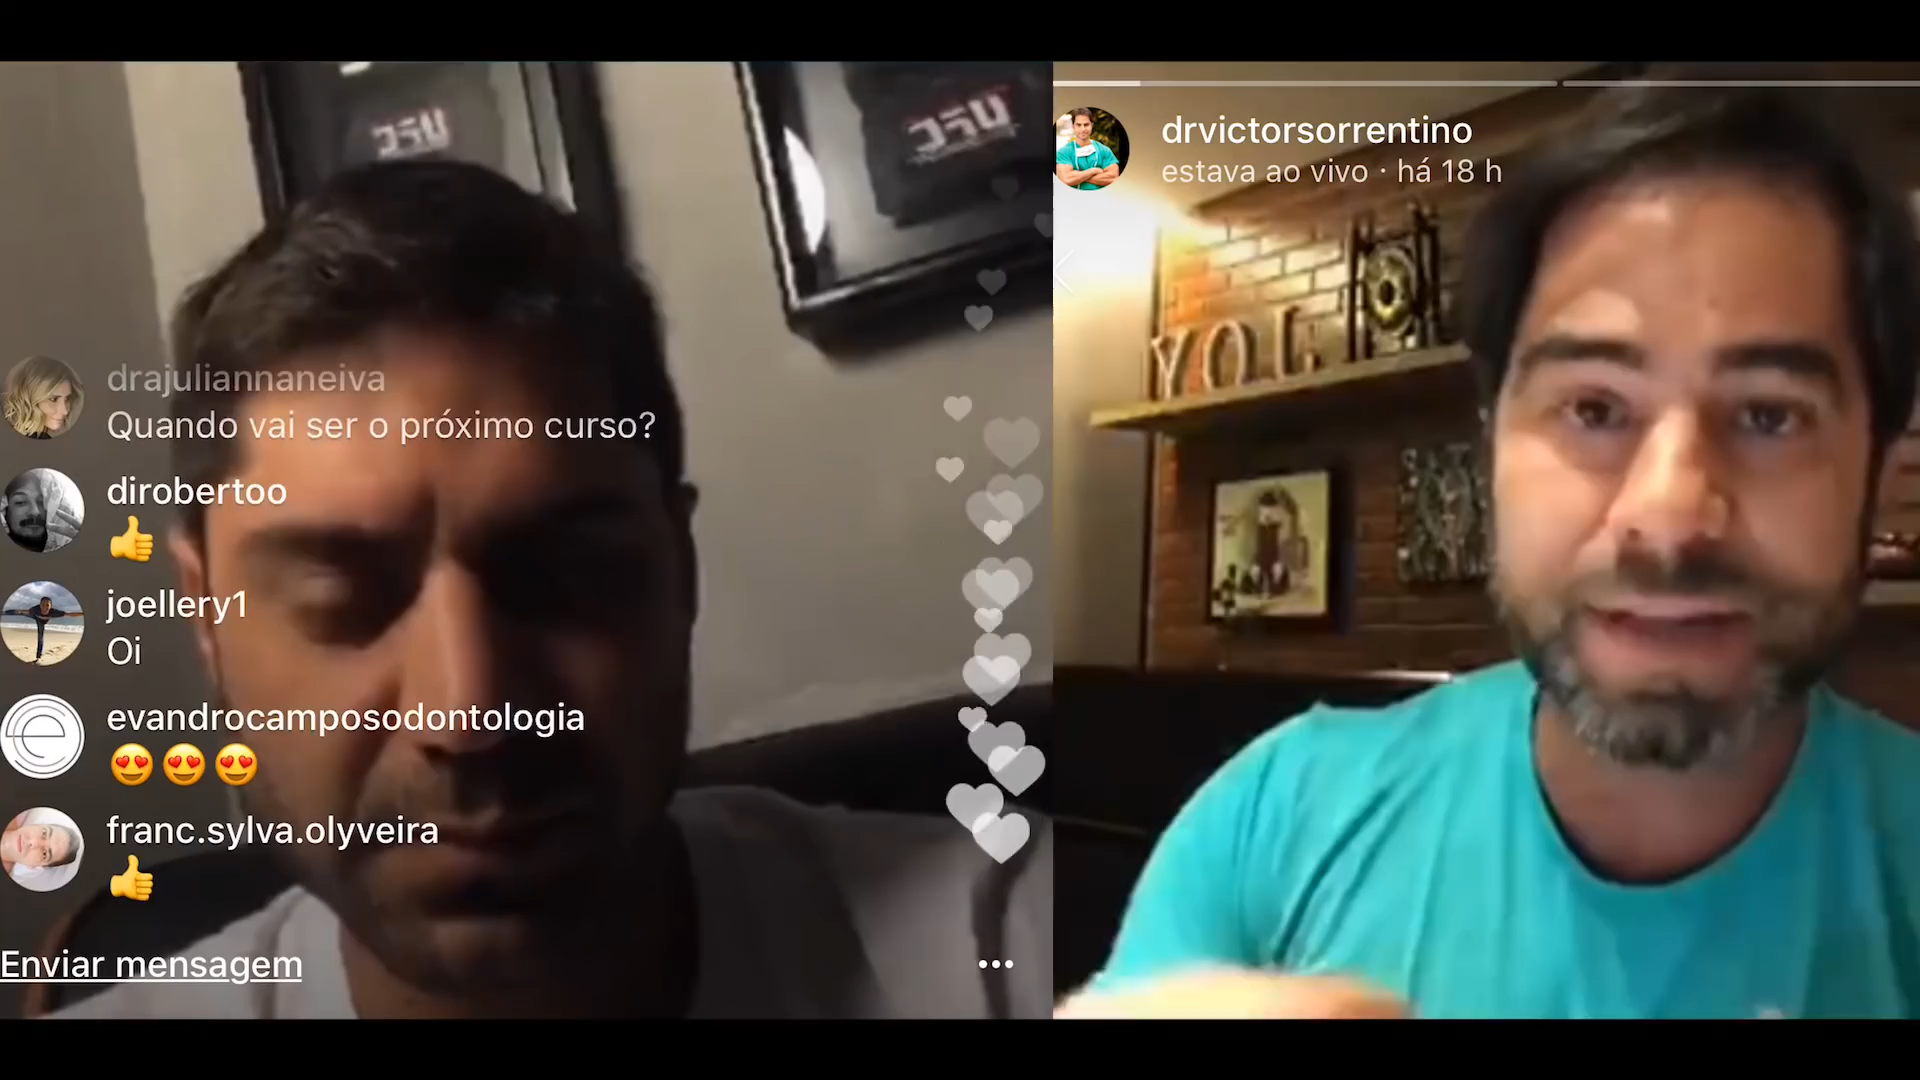 drajuliannaneiva
Quando vai ser o próximo curso?
dirobertoo
👍
joellery1
Oi
evandrocamposodontologia
😍😍😍
franc.sylva.olyveira
👍
Enviar mensagem
drvictorsorrentino
estava ao vivo · há 18 h
YOL